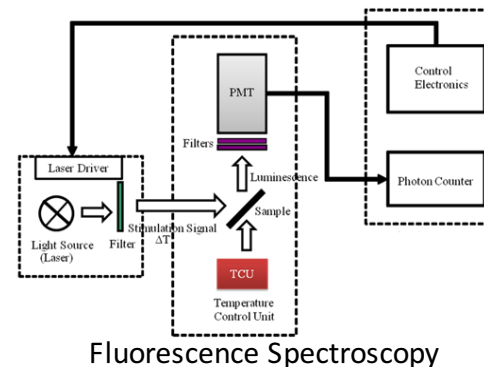 PMT
Control
Electronics
Filters
Laser Driver
Luminescence
Photon Counter
Sample
Stimulation Signal
ΔT
Light Source
(Laser)
Filter
TCU
Temperature
Control Unit
Fluorescence Spectroscopy